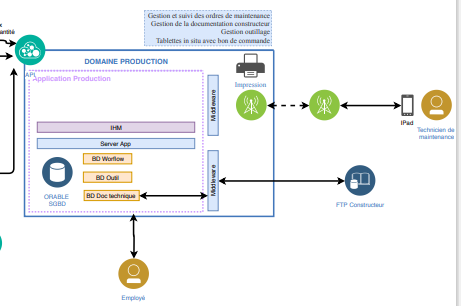 x
antité
Gestion et suivi des ordres de maintenance
Gestion de la documentation constructeur
Gestion outillage
Tablettes in situ avec bon de commande
DOMAINE PRODUCTION
API
Application Production
Middleware
Impression
IHM
Server App
BD Worflow
BD Outil
BD Doc technique
ORABLE
SGBD
Middleware
IPad
Technicien de
maintenance
FTP Constructeur
Employé